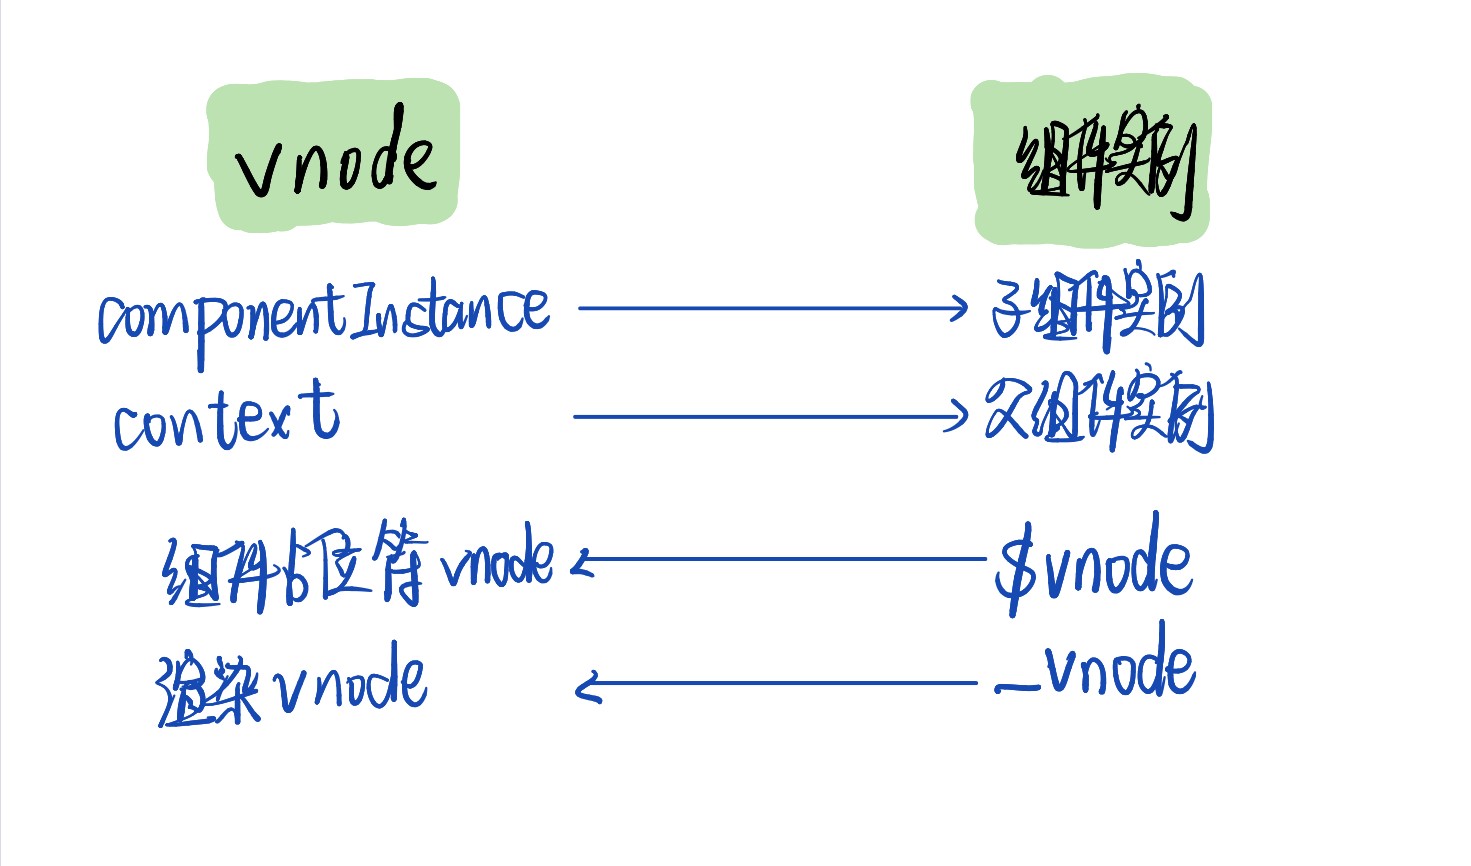 vnode 组件实例
componentInstance 子组件实例
context 父组件实例
组件占位符vnode $vnode
渲染vnode _vnode